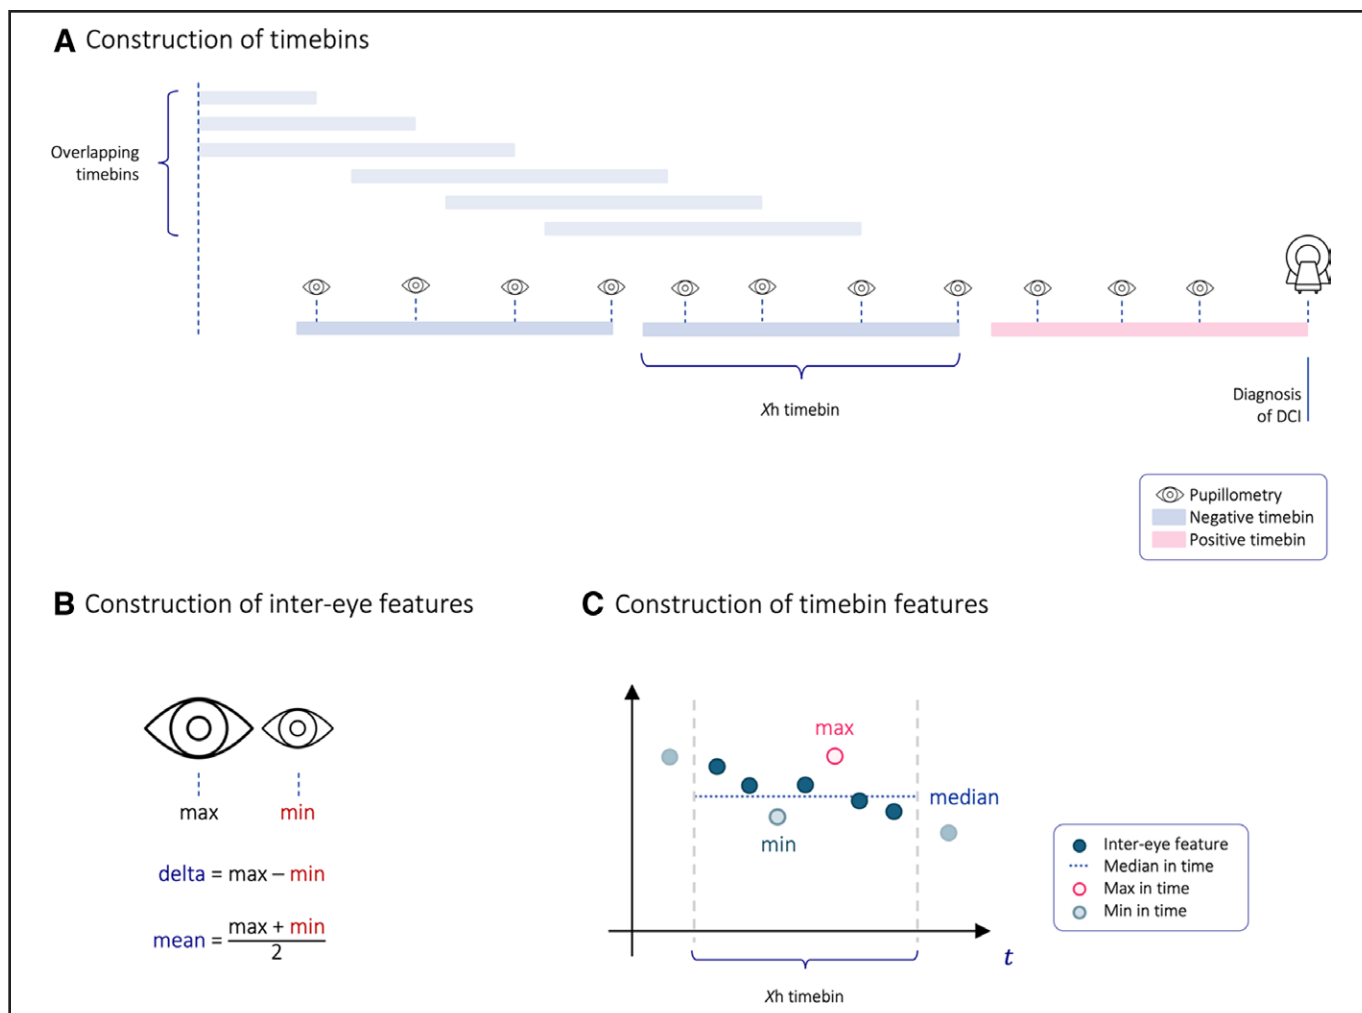 A Construction of timebins
Overlapping
timebins
Xh timebin
Diagnosis
of DCI
Pupillometry
Negative timebin
Positive timebin
B Construction of inter-eye features
max
min
delta = max – min
mean = max + min
2
C Construction of timebin features
max
median
min
t
Xh timebin
Inter-eye feature
Median in time
Max in time
Min in time